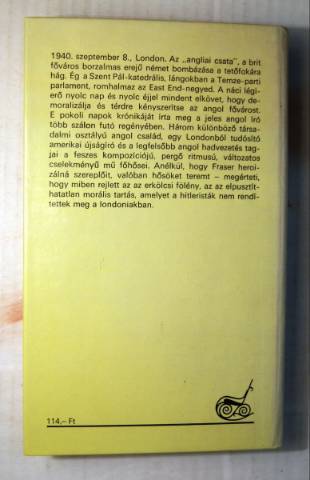 1940. szeptember 8., London. Az „angliai csata”, a brit
főváros borzalmas erejű német bombázása a tetőfokára
hág. Ég a Szent Pál-katedrális, lángokban a Temze-parti
parlament, romhalmaz az East End-negyed. A náci légi-
erő nyolc nap és nyolc éjjel mindent elkövet, hogy de-
moralizálja és térdre kényszerítse az angol fővárost.
E pokoli napok krónikáját írta meg a jeles angol író
több szálon futó regényében. Három különböző társa-
dalmi osztályú angol család, egy Londonból tudósító
amerikai újságíró és a legfelsőbb angol hadvezetés tag-
jai a feszes kompozíciójú, pergő ritmusú, változatos
cselekményű mű főhősei. Anélkül, hogy Fraser heroi-
zálná szereplőit, valóban hősöket teremt – megérteti,
hogy miben rejlett az az erkölcsi fölény, az az elpusztít-
hatatlan morális tartás, amelyet a hitleristák nem rendí-
tettek meg a londoniakban.
114,– Ft